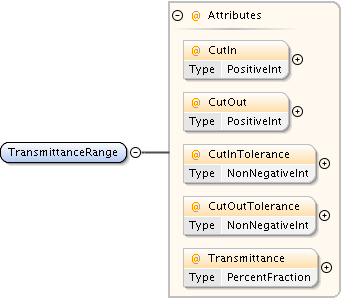 @ Attributes
@ CutIn
Type PositiveInt
@ CutOut
Type PositiveInt
TransmittanceRange
@ CutInTolerance
Type NonNegativeInt
@ CutOutTolerance
Type NonNegativeInt
@ Transmittance
Type PercentFraction